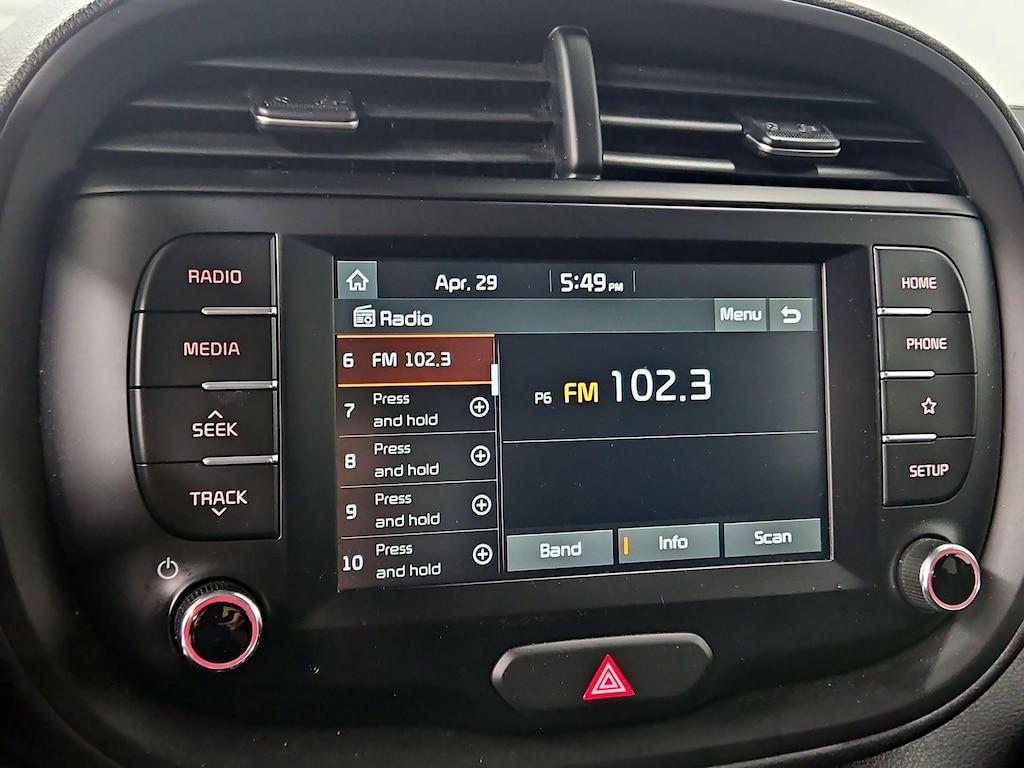 RADIO
MEDIA
SEEK
TRACK
Apr. 29
5:49 PM
Radio
Menu
6 FM 102.3
7 Press
and hold
8 Press
and hold
9 Press
and hold
10 Press
and hold
P6 FM 102.3
Band
Info
Scan
HOME
PHONE
SETUP